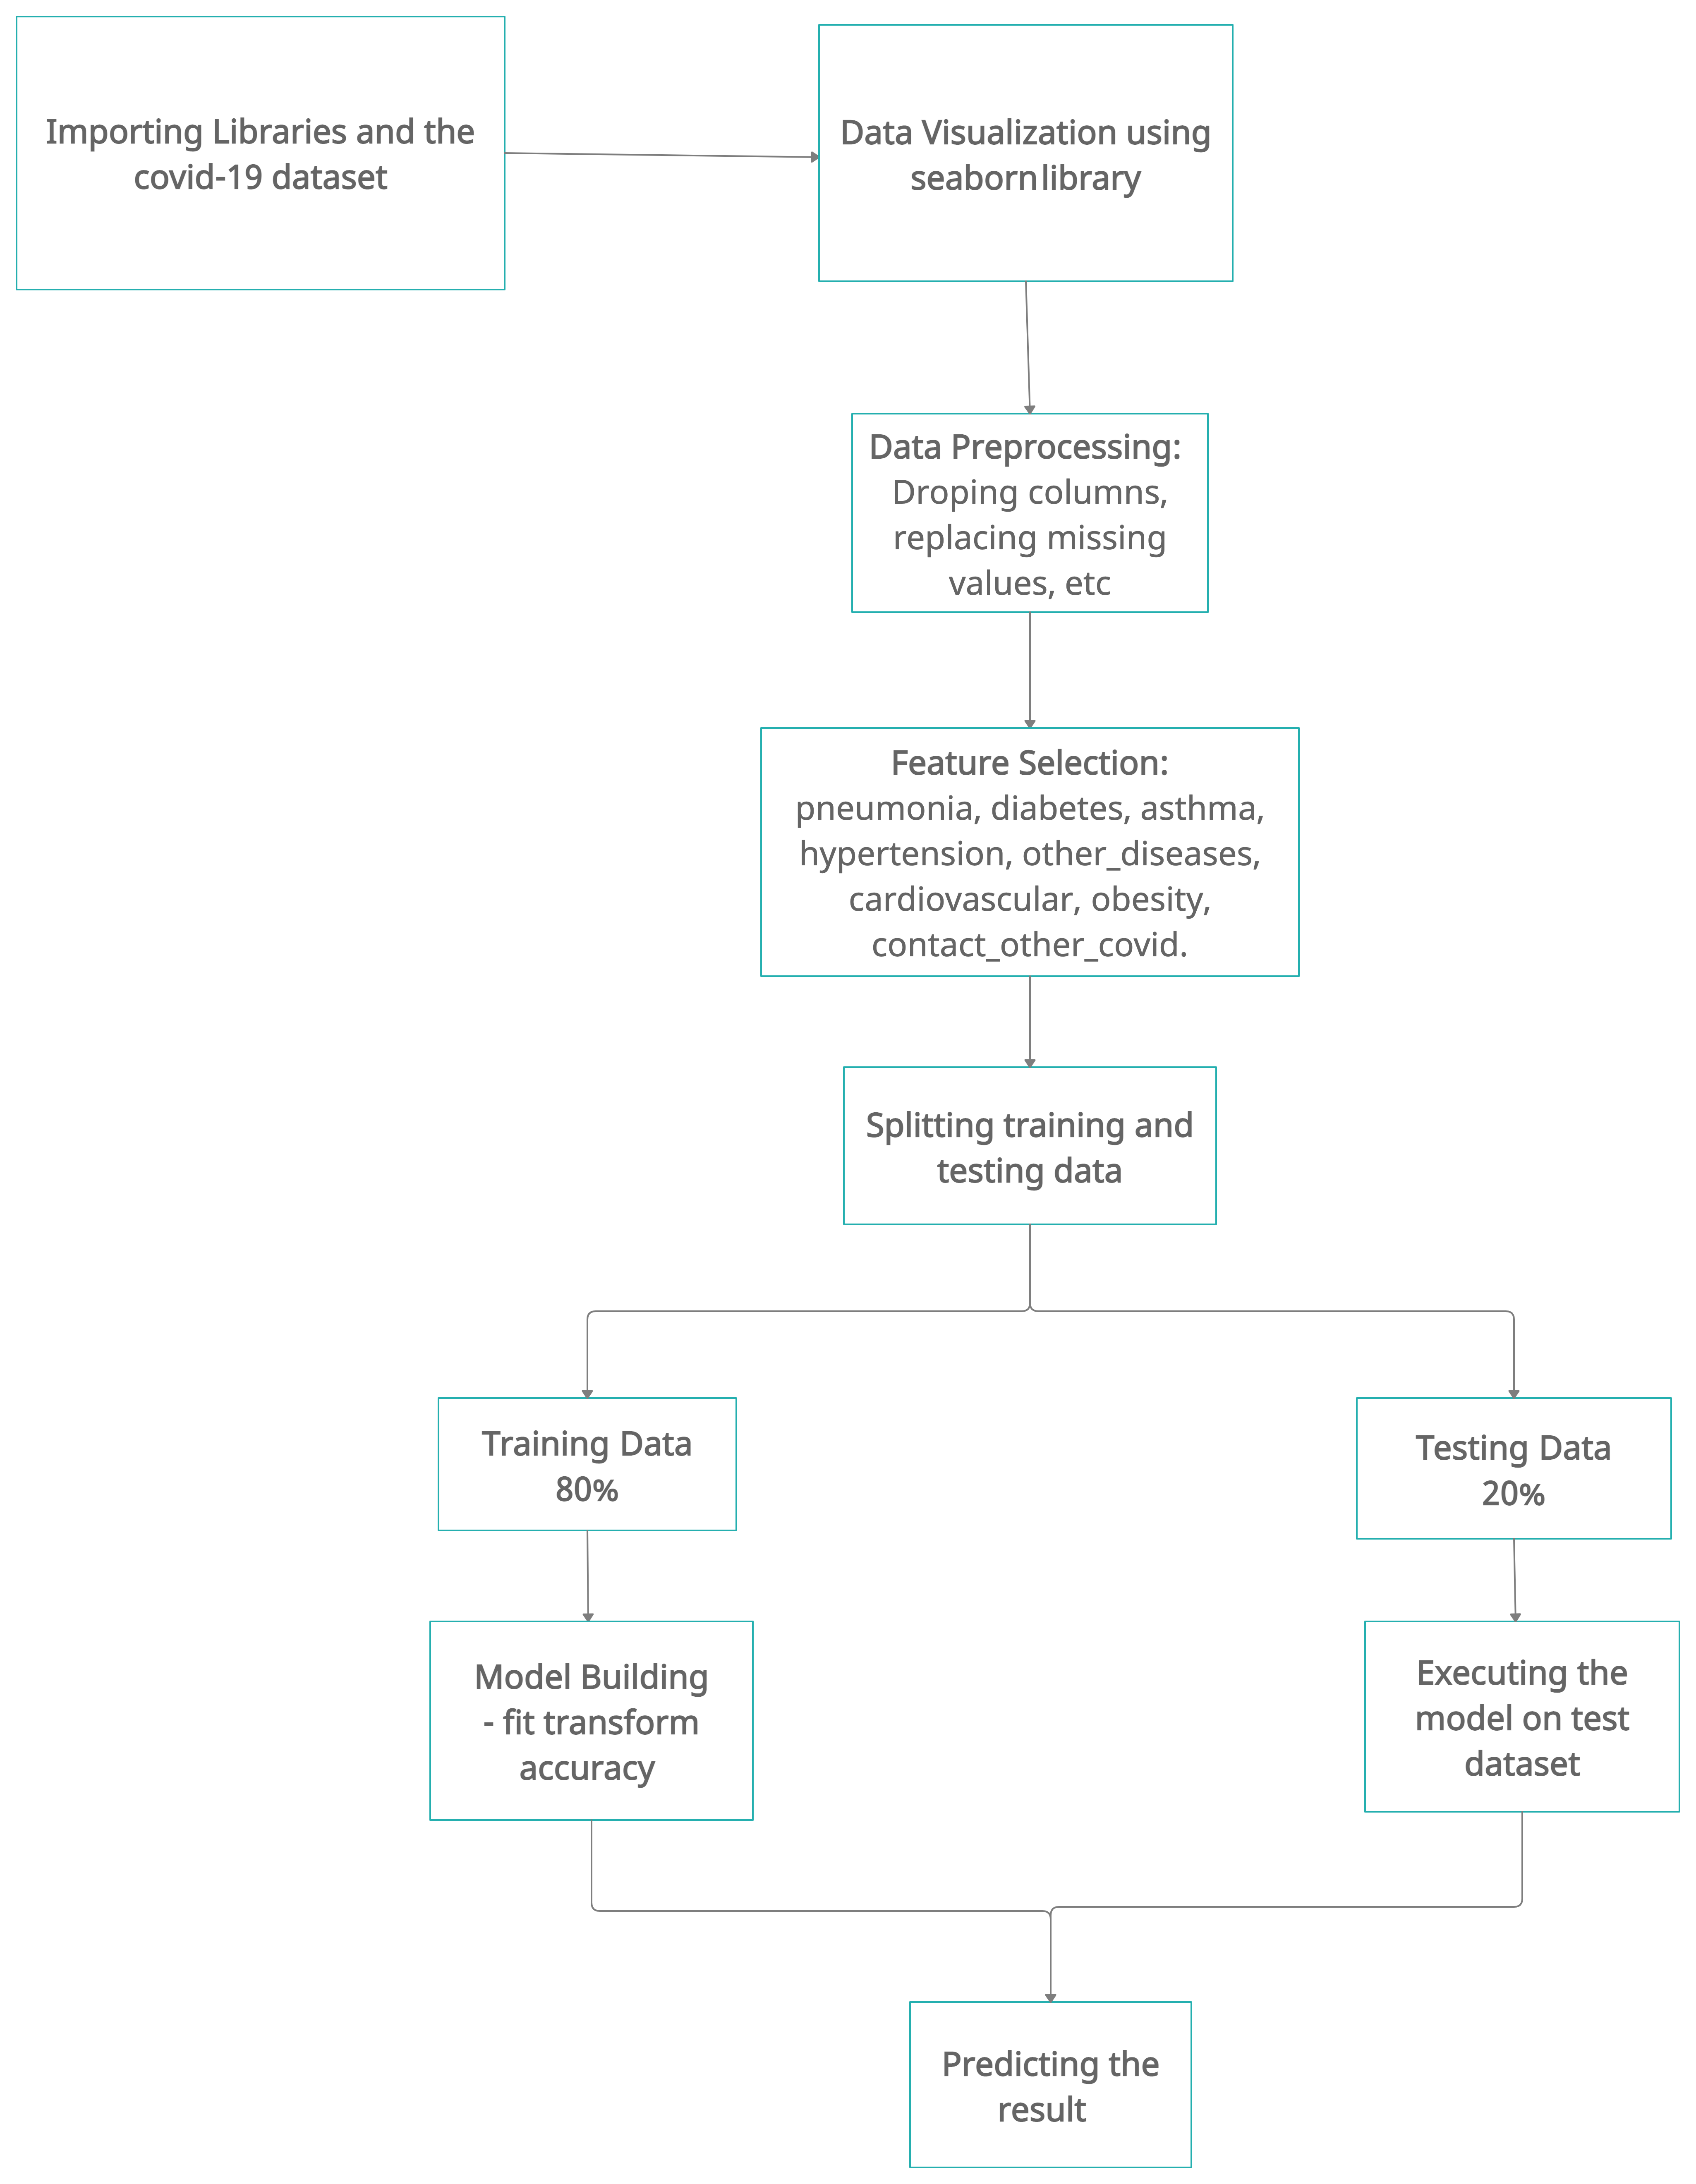 Importing Libraries and the
covid-19 dataset
Data Visualization using
seaborn library
Data Preprocessing:
Droping columns,
replacing missing
values, etc
Feature Selection:
pneumonia, diabetes, asthma,
hypertension, other_diseases,
cardiovascular, obesity,
contact_other_covid.
Splitting training and
testing data
Training Data
80%
Testing Data
20%
Model Building
- fit transform
accuracy
Executing the
model on test
dataset
Predicting the
result